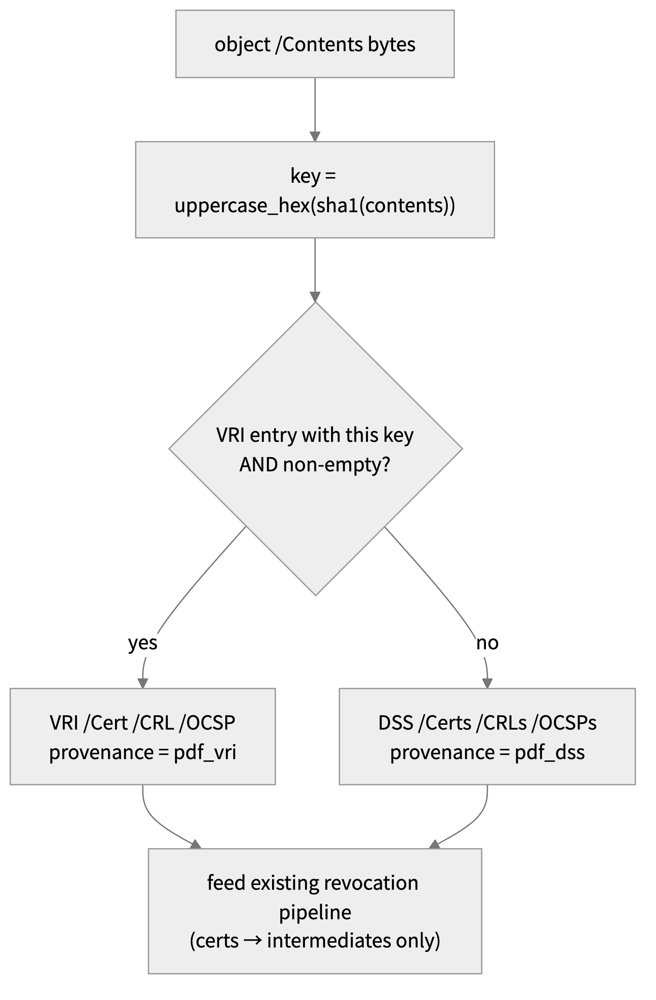 object /Contents bytes
key =
uppercase_hex(sha1(contents))
VRI entry with this key
AND non-empty?
yes
no
VRI /Cert /CRL /OCSP
provenance = pdf_vri
DSS /Certs /CRLs /OCSPs
provenance = pdf_dss
feed existing revocation
pipeline
(certs → intermediates only)